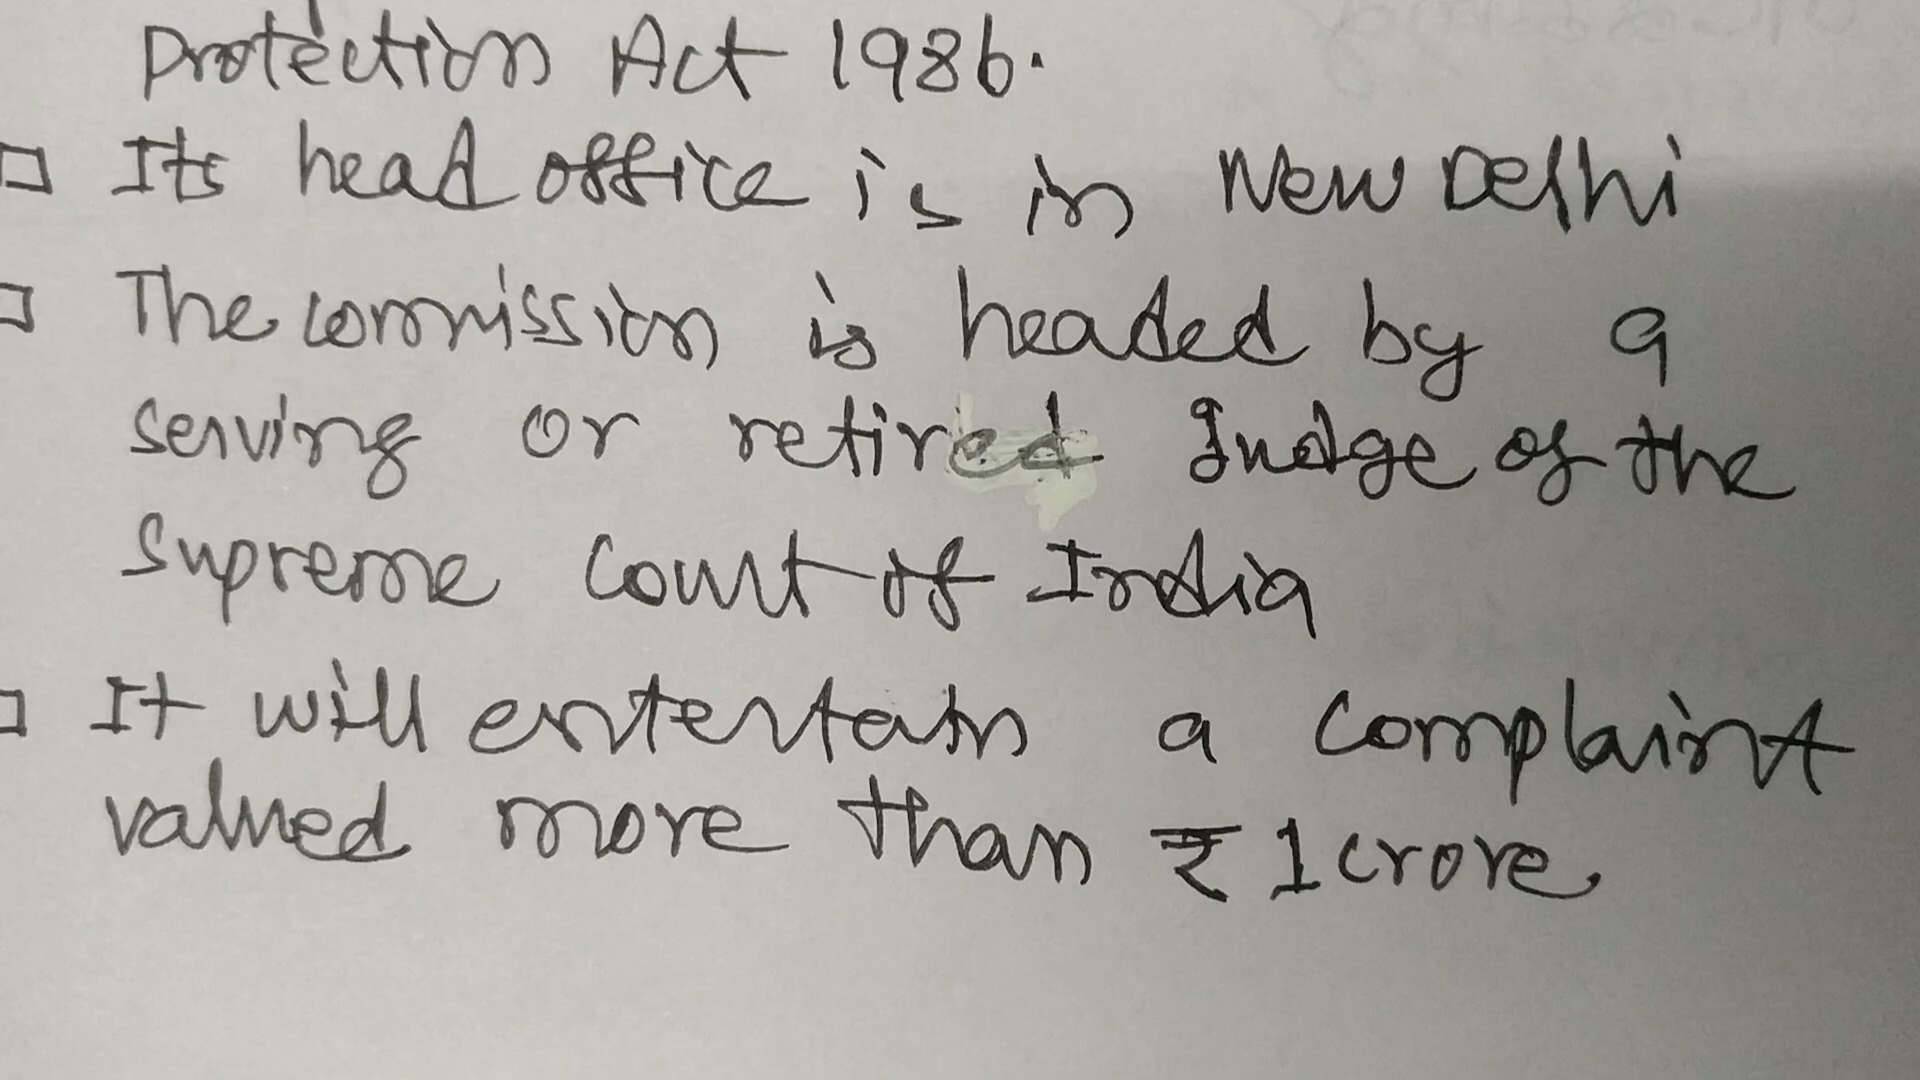 Protection Act 1986.
□ Its head office is in New Delhi
□ The commission is headed by a
serving or retired Judge of the
Supreme Court of India
□ It will entertain a complaint
valued more than ₹ 1 crore